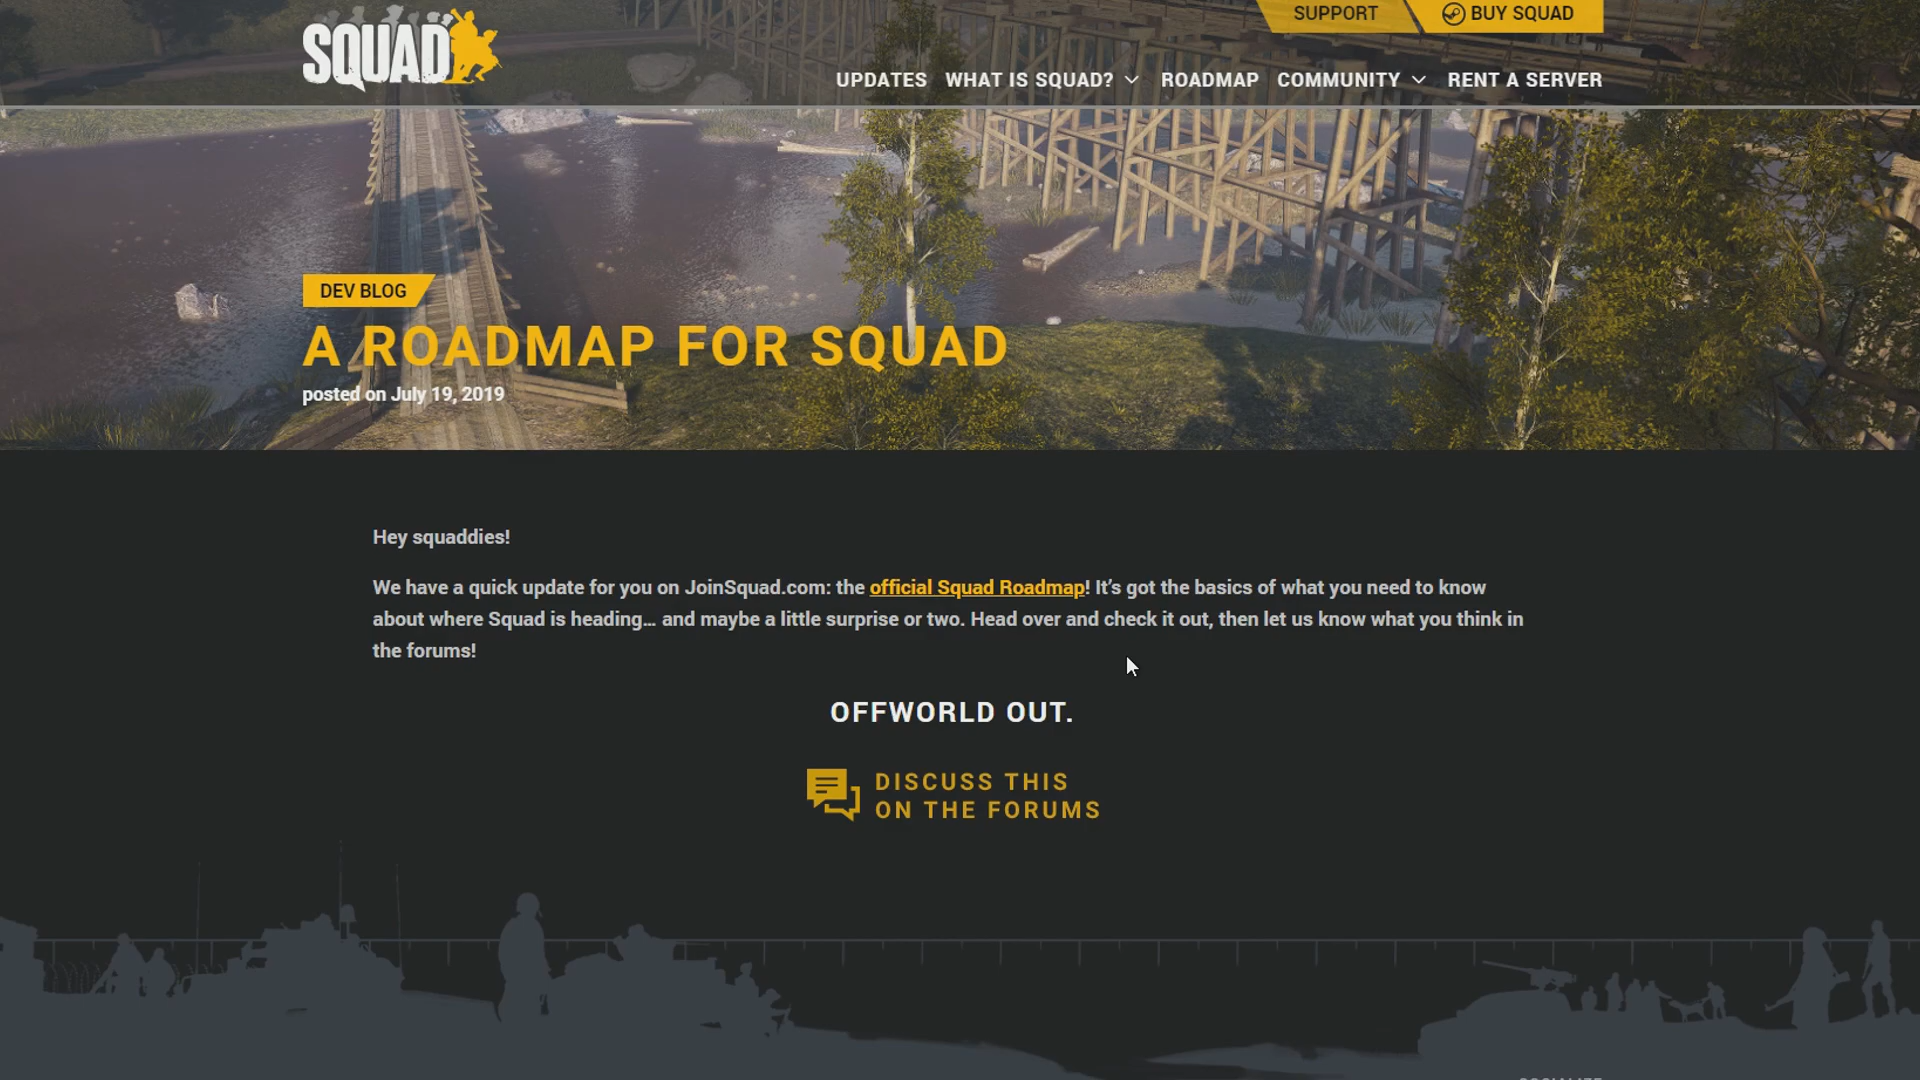 SQUAD
SUPPORT
BUY SQUAD
UPDATES
WHAT IS SQUAD?
ROADMAP
COMMUNITY
RENT A SERVER
DEV BLOG
A ROADMAP FOR SQUAD
posted on July 19, 2019
Hey squaddies!
We have a quick update for you on JoinSquad.com: the official Squad Roadmap! It's got the basics of what you need to know
about where Squad is heading... and maybe a little surprise or two. Head over and check it out, then let us know what you think in
the forums!
OFFWORLD OUT.
DISCUSS THIS
ON THE FORUMS